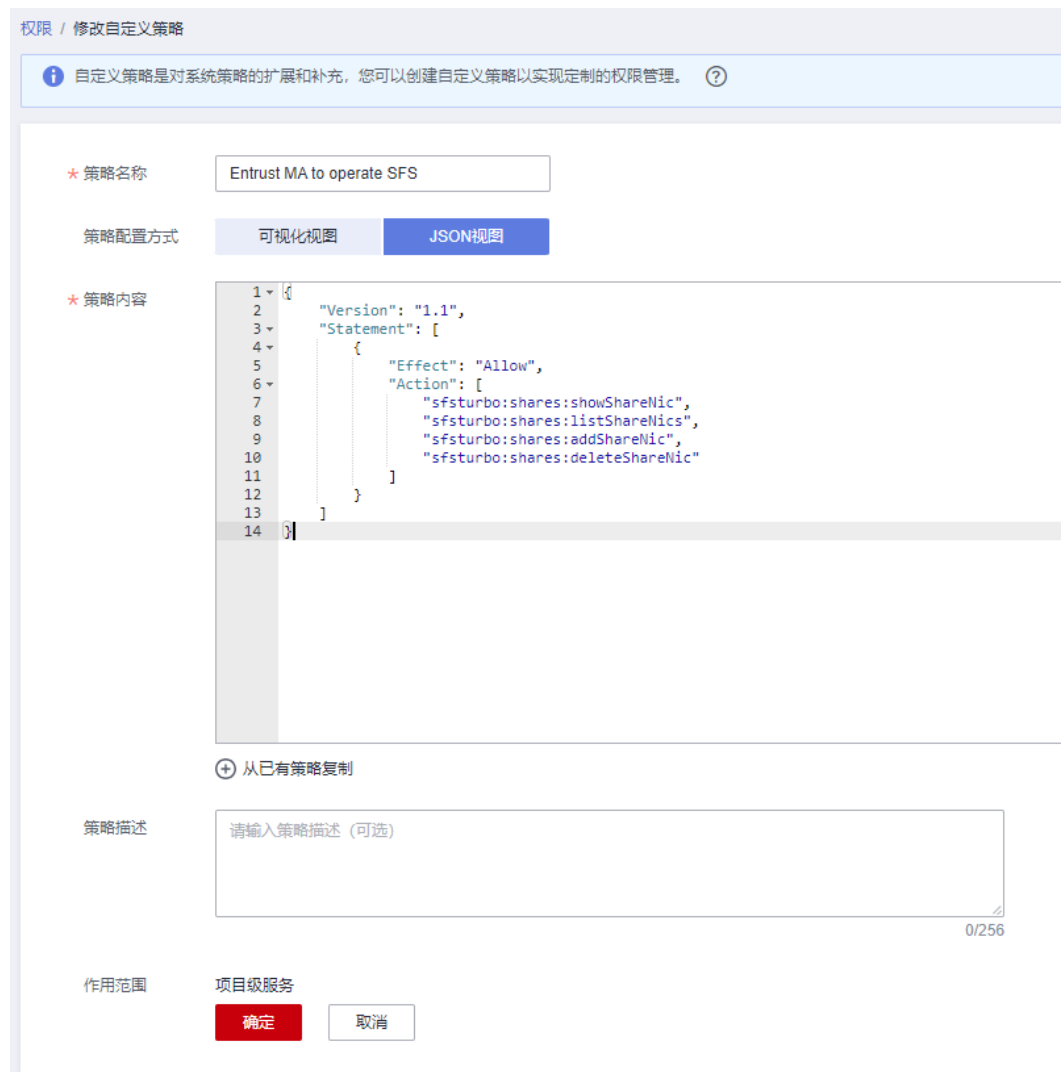 权限 / 修改自定义策略
自定义策略是对系统策略的扩展和补充，您可以创建自定义策略以实现定制的权限管理。 ?
* 策略名称 Entrust MA to operate SFS
策略配置方式 可视化视图 JSON视图
* 策略内容
1 {
2 "Version": "1.1",
3 "Statement": [
4 {
5 "Effect": "Allow",
6 "Action": [
7 "sfsturbo:shares:showShareNic",
8 "sfsturbo:shares:listShareNics",
9 "sfsturbo:shares:addShareNic",
10 "sfsturbo:shares:deleteShareNic"
11 ]
12 }
13 ]
14 }
从已有策略复制
策略描述 请输入策略描述（可选）
0/256
作用范围 项目级服务
确定 取消